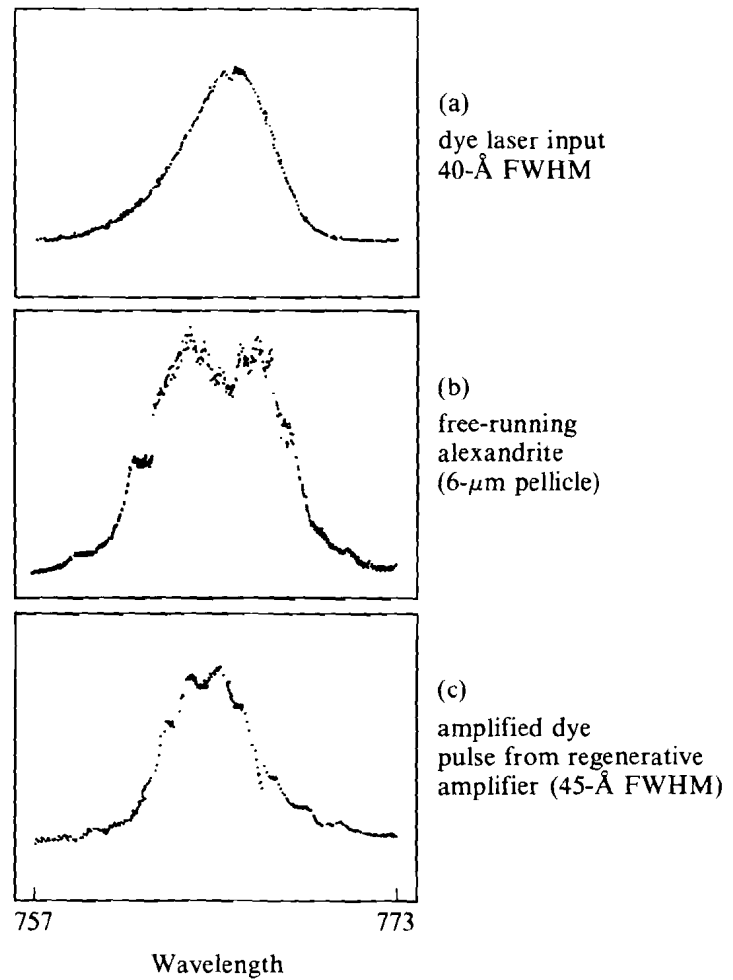 (a)
dye laser input
40-Å FWHM
(b)
free-running
alexandrite
(6-μm pellicle)
(c)
amplified dye
pulse from regenerative
amplifier (45-Å FWHM)
757 773
Wavelength